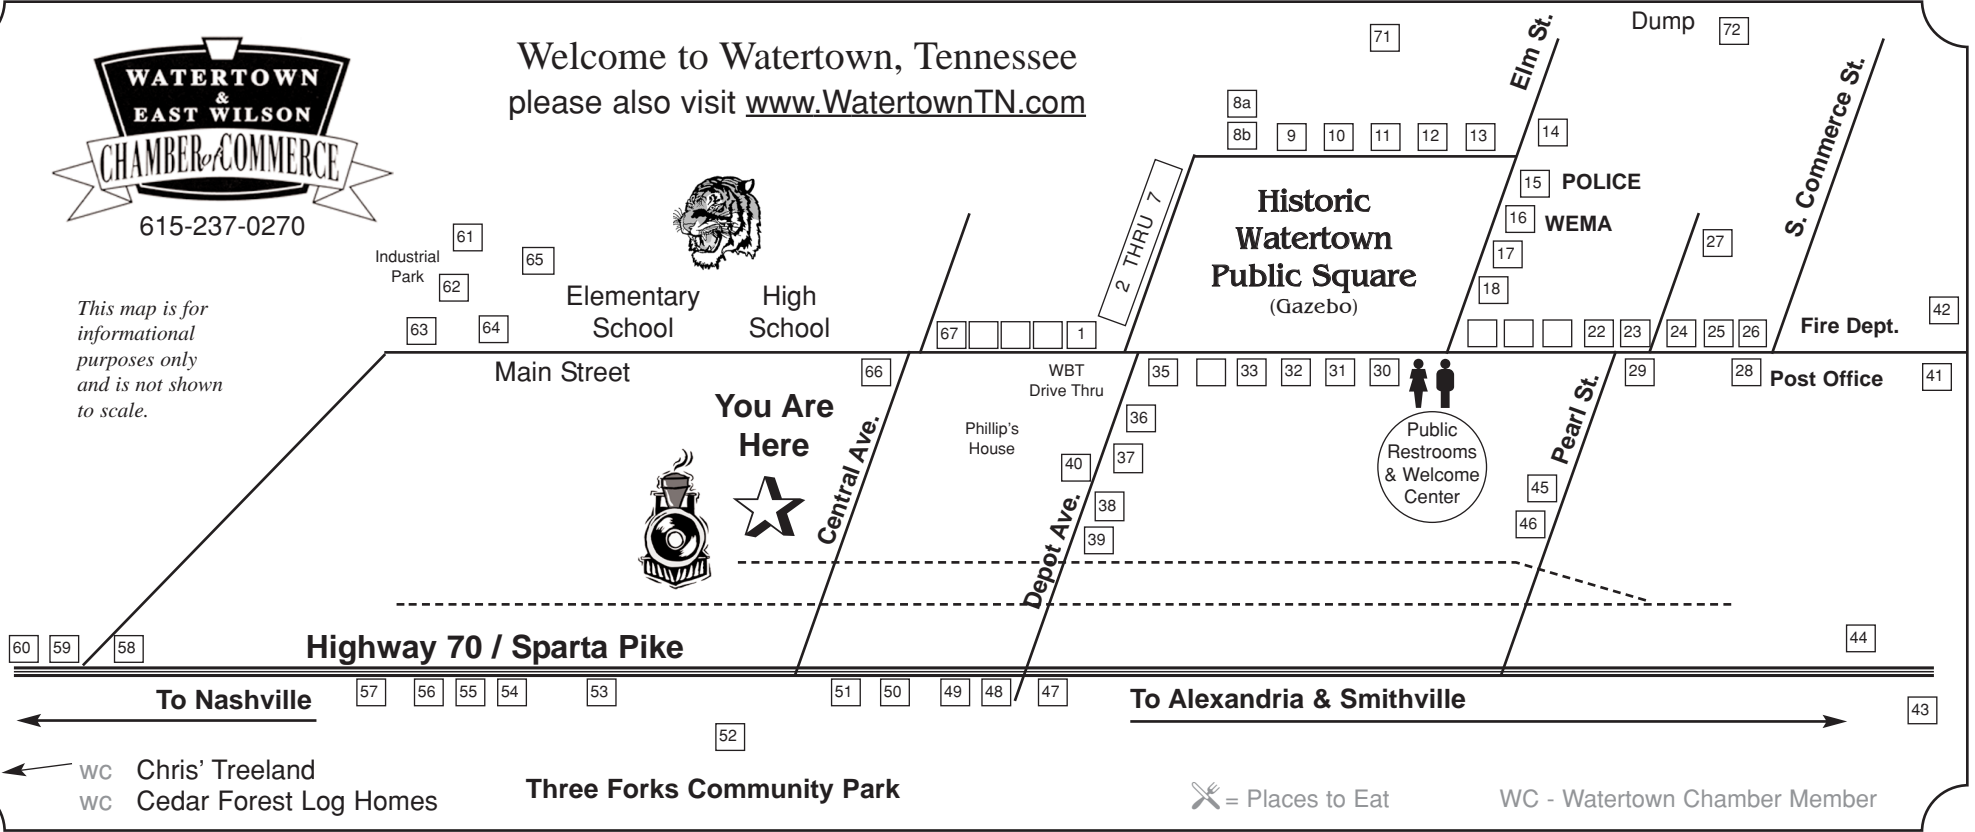 WATERTOWN
&
EAST WILSON
CHAMBER of COMMERCE
615-237-0270
Welcome to Watertown, Tennessee
please also visit www.WatertownTN.com
This map is for
informational
purposes only
and is not shown
to scale.
Industrial
Park
61
62
63
64
65
Elementary
School
High
School
Main Street
66
You Are
Here
Central Ave.
67
1
WBT
Drive Thru
Phillip's
House
2 THRU 7
8a
8b
9
10
11
12
13
71
Elm St.
Dump
72
14
15
POLICE
16
WEMA
17
18
Historic
Watertown
Public Square
(Gazebo)
S. Commerce St.
27
22
23
24
25
26
Fire Dept.
42
35
33
32
31
30
29
28
Post Office
41
36
37
40
38
39
Depot Ave.
Public
Restrooms
& Welcome
Center
Pearl St.
45
46
60
59
58
Highway 70 / Sparta Pike
44
To Nashville
57
56
55
54
53
52
51
50
49
48
47
To Alexandria & Smithville
43
WC Chris' Treeland
WC Cedar Forest Log Homes
Three Forks Community Park
= Places to Eat
WC - Watertown Chamber Member